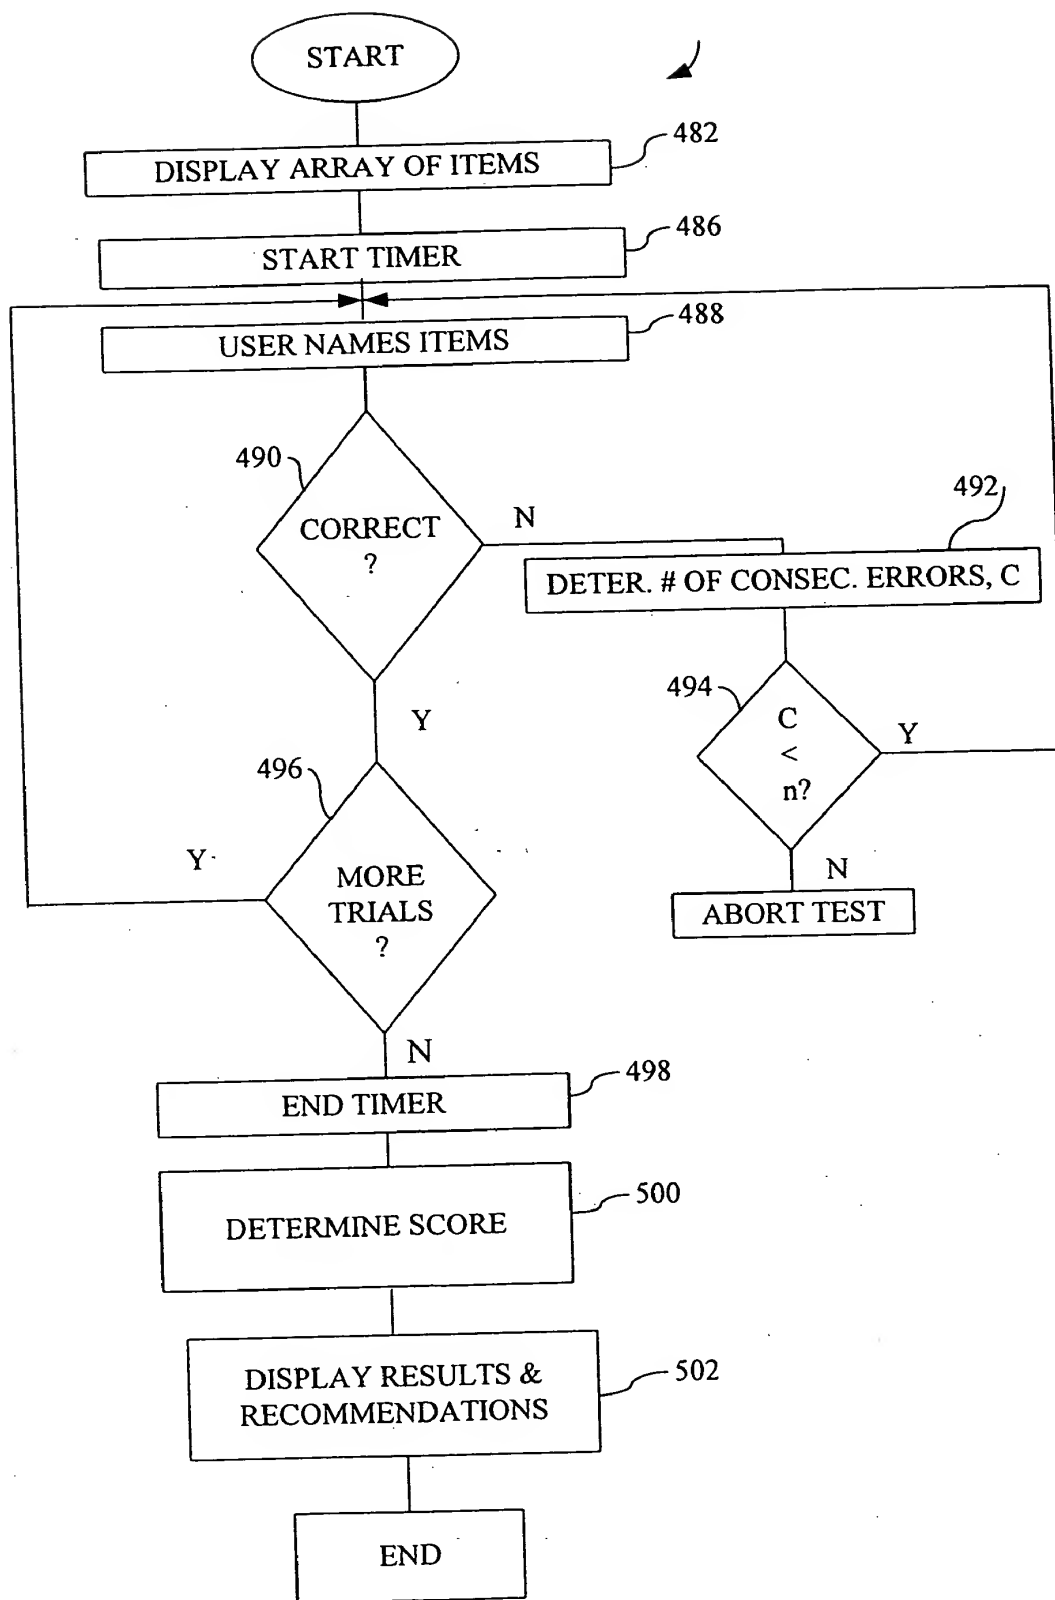 START
482
DISPLAY ARRAY OF ITEMS
486
START TIMER
488
USER NAMES ITEMS
490
CORRECT
?
N
492
DETER. # OF CONSEC. ERRORS, C
494
C
<
n?
Y
N
ABORT TEST
Y
496
MORE
TRIALS
?
Y
N
498
END TIMER
500
DETERMINE SCORE
502
DISPLAY RESULTS &
RECOMMENDATIONS
END